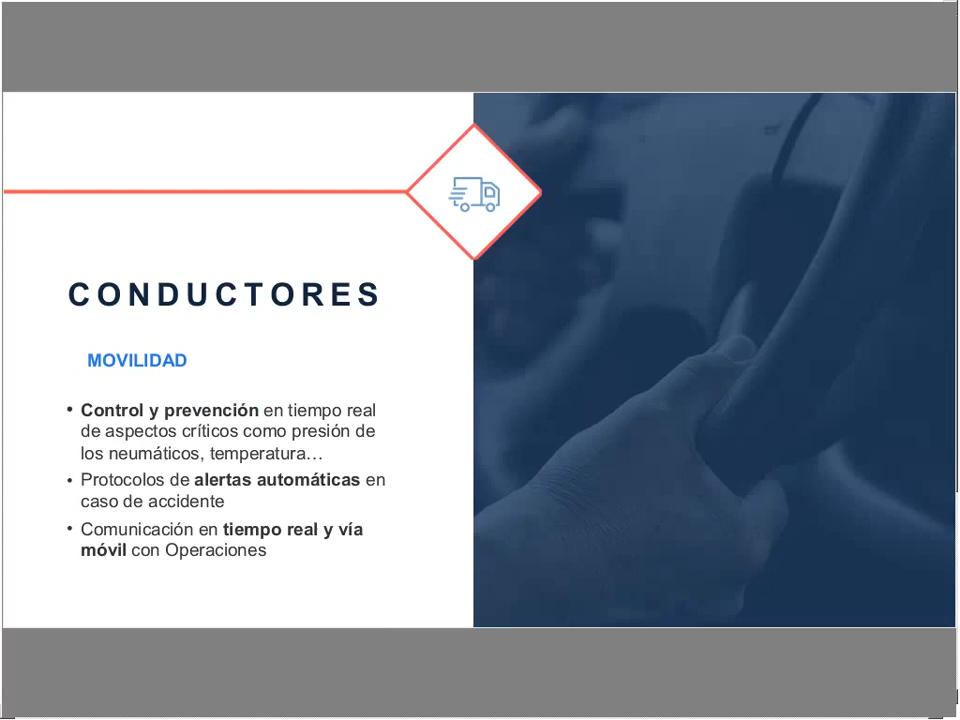 CONDUCTORES
MOVILIDAD
• Control y prevención en tiempo real
de aspectos críticos como presión de
los neumáticos, temperatura…
• Protocolos de alertas automáticas en
caso de accidente
• Comunicación en tiempo real y vía
móvil con Operaciones